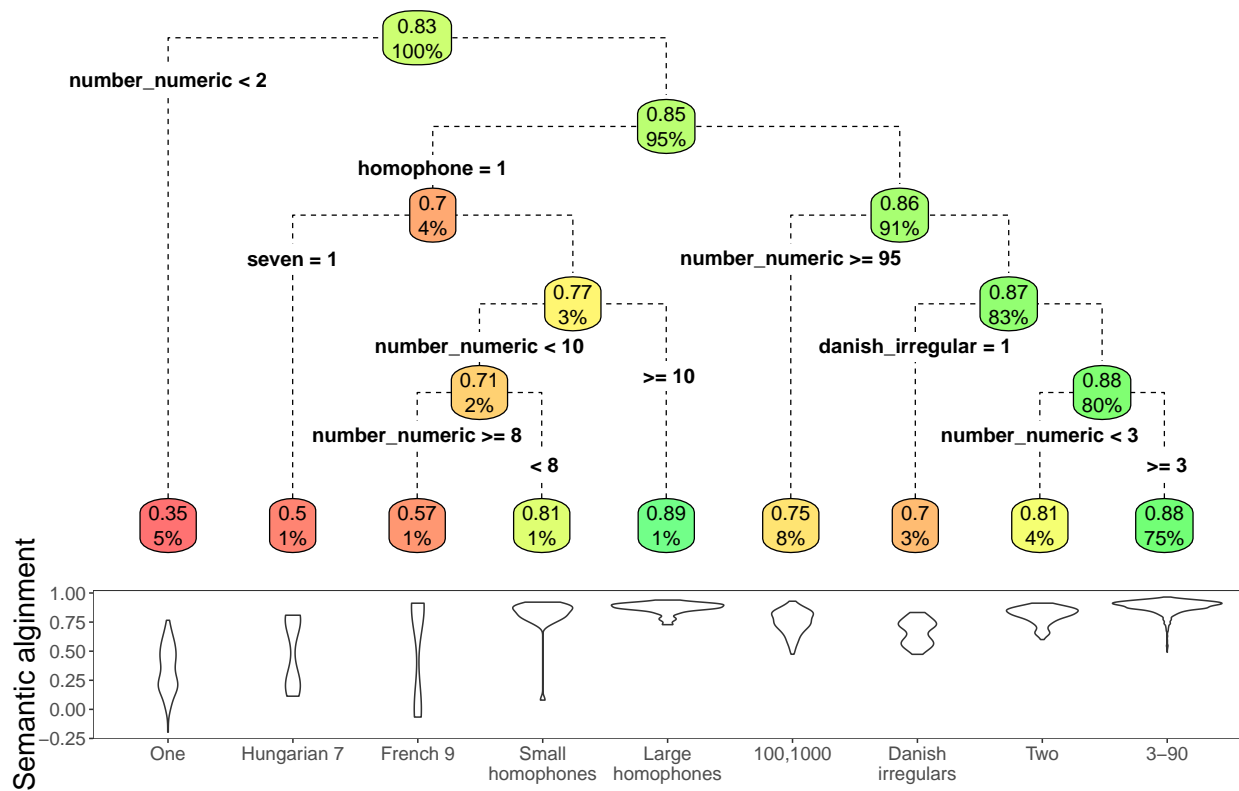 0.83
100%
number_numeric < 2
0.85
95%
homophone = 1
0.7
4%
0.86
91%
seven = 1
number_numeric >= 95
0.77
3%
0.87
83%
number_numeric < 10
>= 10
danish_irregular = 1
0.71
2%
0.88
80%
number_numeric >= 8
< 8
number_numeric < 3
>= 3
0.35
5%
0.5
1%
0.57
1%
0.81
1%
0.89
1%
0.75
8%
0.7
3%
0.81
4%
0.88
75%
Semantic alginment
1.00
0.75
0.50
0.25
0.00
−0.25
One
Hungarian 7
French 9
Small
homophones
Large
homophones
100,1000
Danish
irregulars
Two
3−90